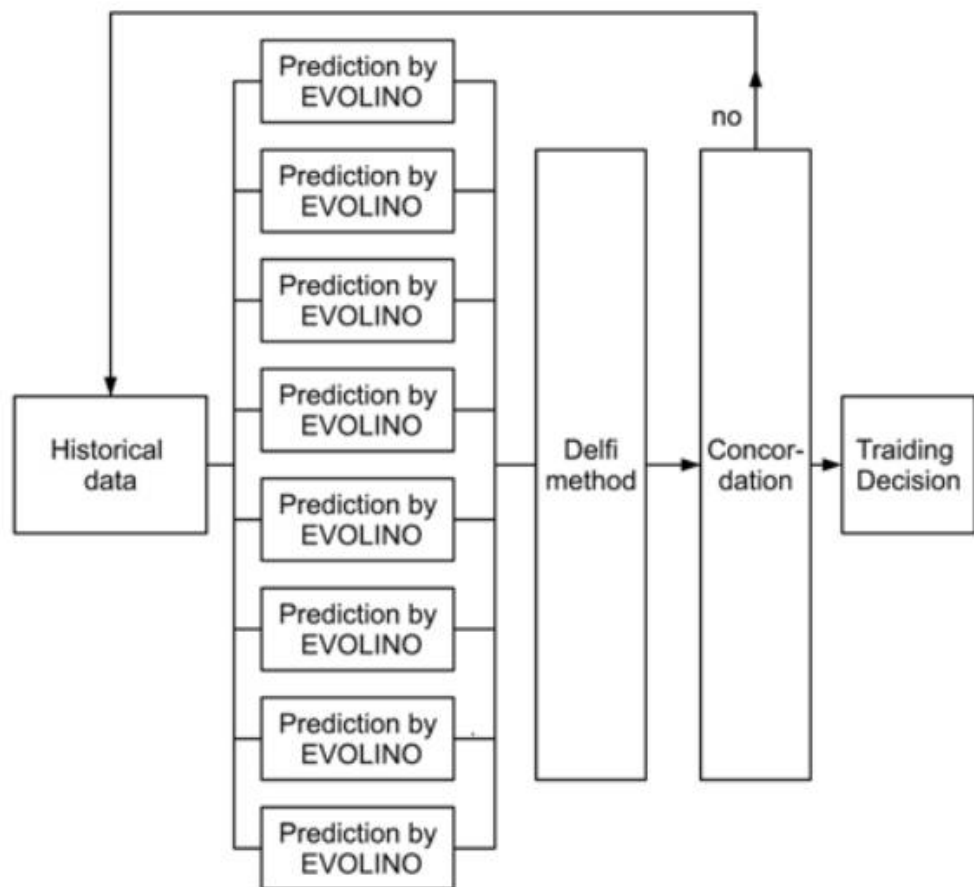 no
Prediction by
EVOLINO
Prediction by
EVOLINO
Prediction by
EVOLINO
Prediction by
EVOLINO
Prediction by
EVOLINO
Prediction by
EVOLINO
Prediction by
EVOLINO
Prediction by
EVOLINO
Historical
data
Delfi
method
Concor-
dation
Traiding
Decision